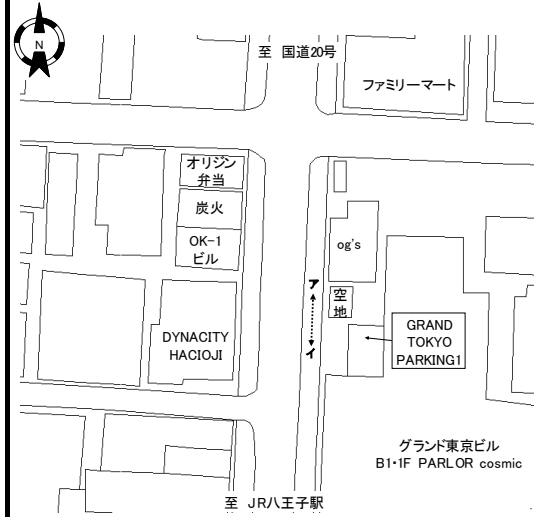 N
至 国道20号
ファミリーマート
オリジン
弁当
炭火
OK-1
ビル
og's
ア
空
地
イ
GRAND
TOKYO
PARKING1
DYNACITY
HACIOJI
グランド東京ビル
B1・1F PARLOR cosmic
至 JR八王子駅